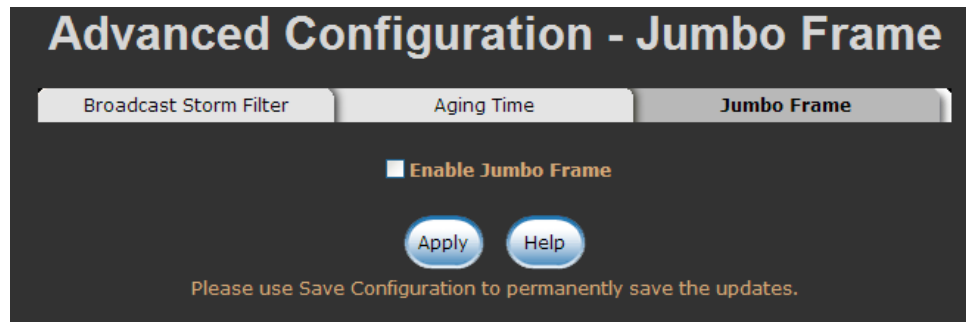 Advanced Configuration - Jumbo Frame
Broadcast Storm Filter Aging Time Jumbo Frame
Enable Jumbo Frame
Apply Help
Please use Save Configuration to permanently save the updates.